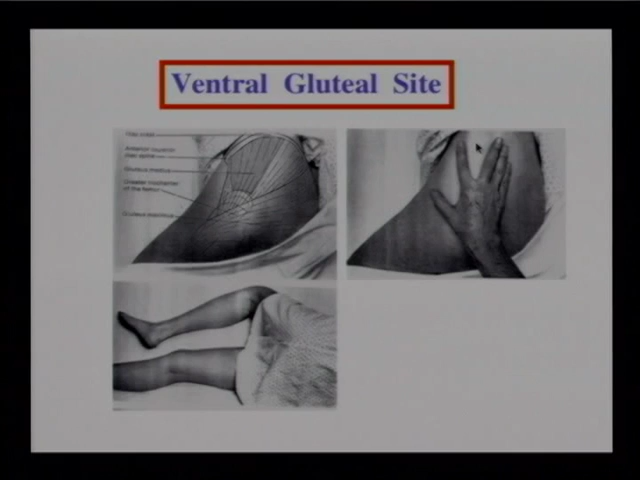 Ventral Gluteal Site
Iliac crest
Anterior superior
iliac spine
Gluteus medius
Greater trochanter
of the femur
Gluteus maximus